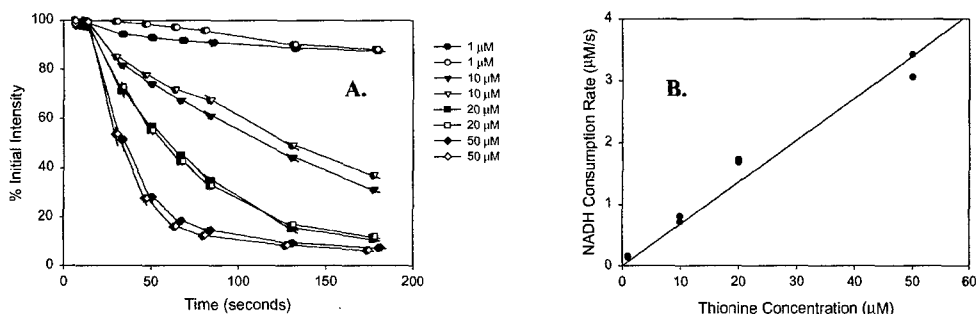 % Initial Intensity
100
80
60
40
20
0
0
50
100
150
200
Time (seconds)
A.
1 μM
1 μM
10 μM
10 μM
20 μM
20 μM
50 μM
50 μM
NADH Consumption Rate (μM/s)
4
3
2
1
0
0
10
20
30
40
50
60
Thionine Concentration (μM)
B.